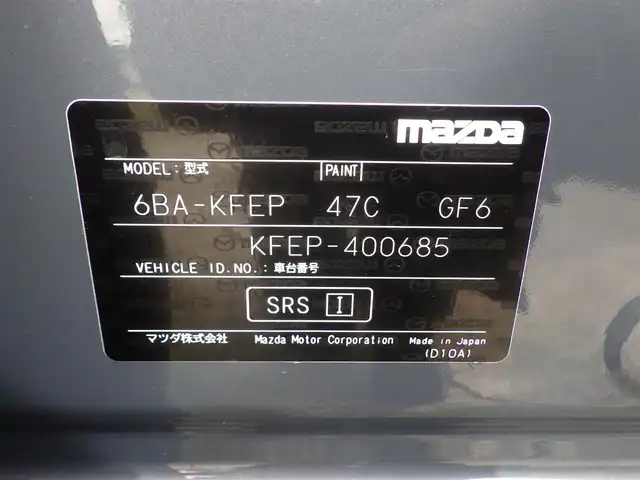 mazda
MODEL：型式 PAINT
6BA-KFEP 47C GF6
KFEP-400685
VEHICLE ID.NO.：車台番号
SRS I
マツダ株式会社 Mazda Motor Corporation Made in Japan
(D10A)